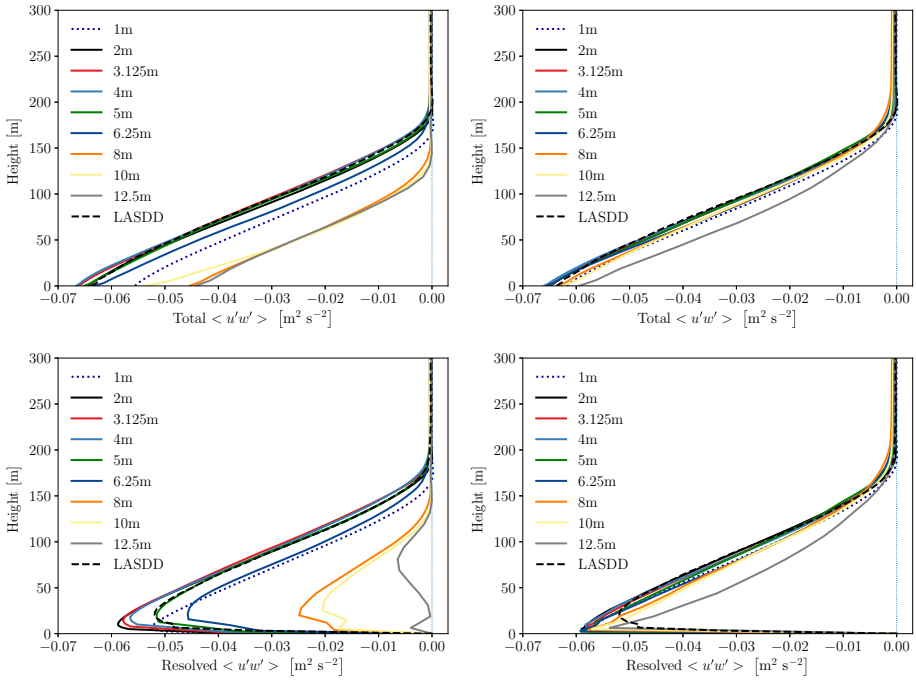 300
250
200
150
100
50
0
Height [m]
1m
2m
3.125m
4m
5m
6.25m
8m
10m
12.5m
LASDD
−0.07 −0.06 −0.05 −0.04 −0.03 −0.02 −0.01 0.00
Total < u′w′ > [m² s⁻²]
300
250
200
150
100
50
0
Height [m]
1m
2m
3.125m
4m
5m
6.25m
8m
10m
12.5m
LASDD
−0.07 −0.06 −0.05 −0.04 −0.03 −0.02 −0.01 0.00
Total < u′w′ > [m² s⁻²]
300
250
200
150
100
50
0
Height [m]
1m
2m
3.125m
4m
5m
6.25m
8m
10m
12.5m
LASDD
−0.07 −0.06 −0.05 −0.04 −0.03 −0.02 −0.01 0.00
Resolved < u′w′ > [m² s⁻²]
300
250
200
150
100
50
0
Height [m]
1m
2m
3.125m
4m
5m
6.25m
8m
10m
12.5m
LASDD
−0.07 −0.06 −0.05 −0.04 −0.03 −0.02 −0.01 0.00
Resolved < u′w′ > [m² s⁻²]